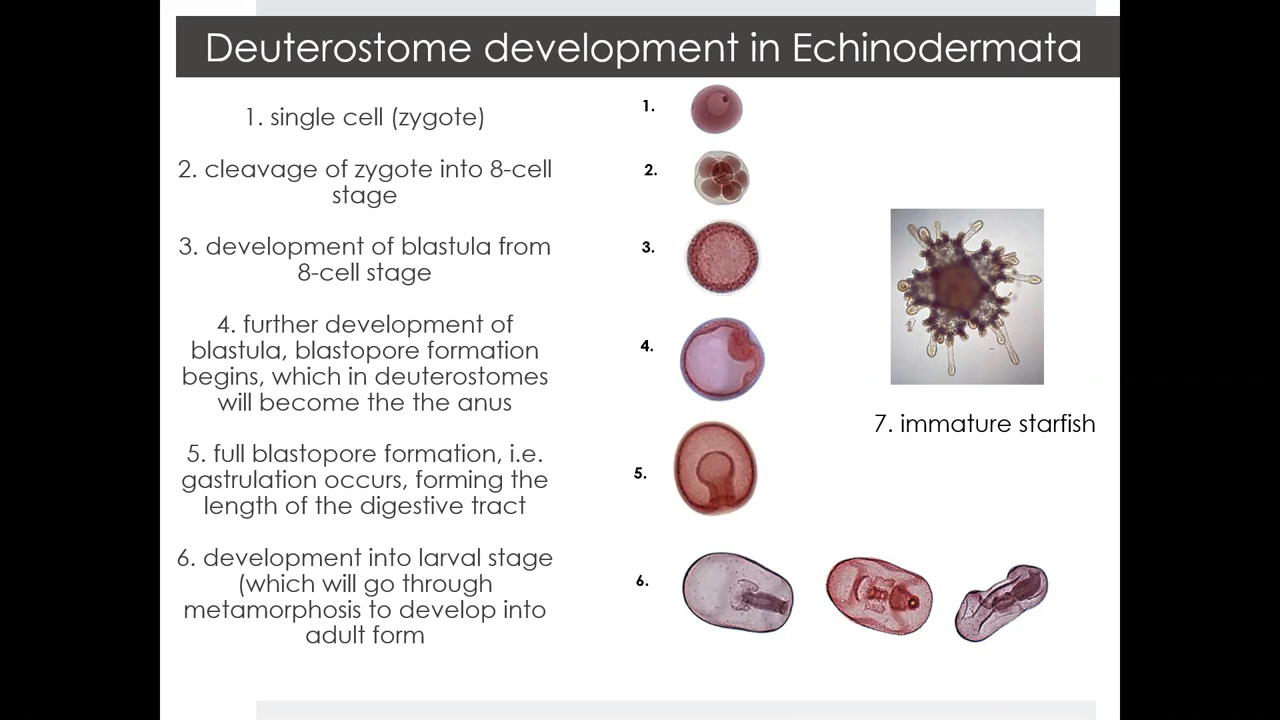 Deuterostome development in Echinodermata
1. single cell (zygote)
2. cleavage of zygote into 8-cell
stage
3. development of blastula from
8-cell stage
4. further development of
blastula, blastopore formation
begins, which in deuterostomes
will become the the anus
5. full blastopore formation, i.e.
gastrulation occurs, forming the
length of the digestive tract
6. development into larval stage
(which will go through
metamorphosis to develop into
adult form
1.
2.
3.
4.
5.
6.
7. immature starfish